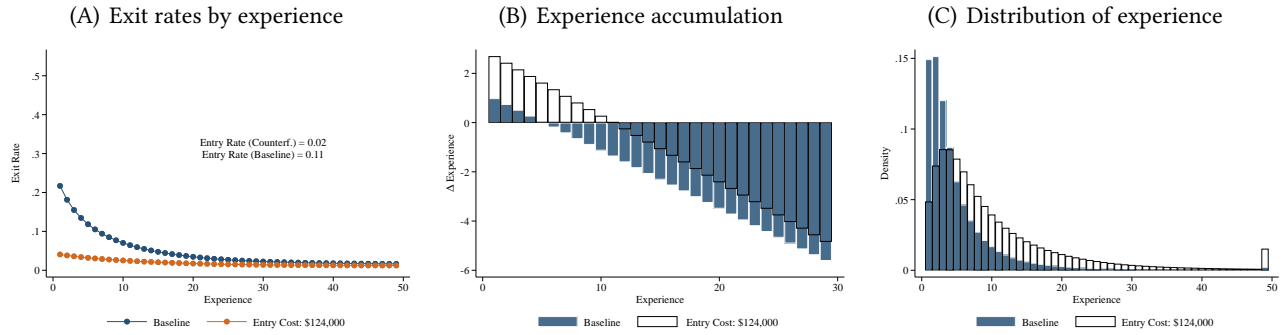 (A) Exit rates by experience
.5
.4
.3
.2
.1
0
Exit Rate
Entry Rate (Counterf.) = 0.02
Entry Rate (Baseline) = 0.11
0 10 20 30 40 50
Experience
Baseline Entry Cost: $124,000
(B) Experience accumulation
2
0
-2
-4
-6
Δ Experience
0 10 20 30
Experience
Baseline Entry Cost: $124,000
(C) Distribution of experience
.15
.1
.05
0
Density
0 10 20 30 40 50
Experience
Baseline Entry Cost: $124,000